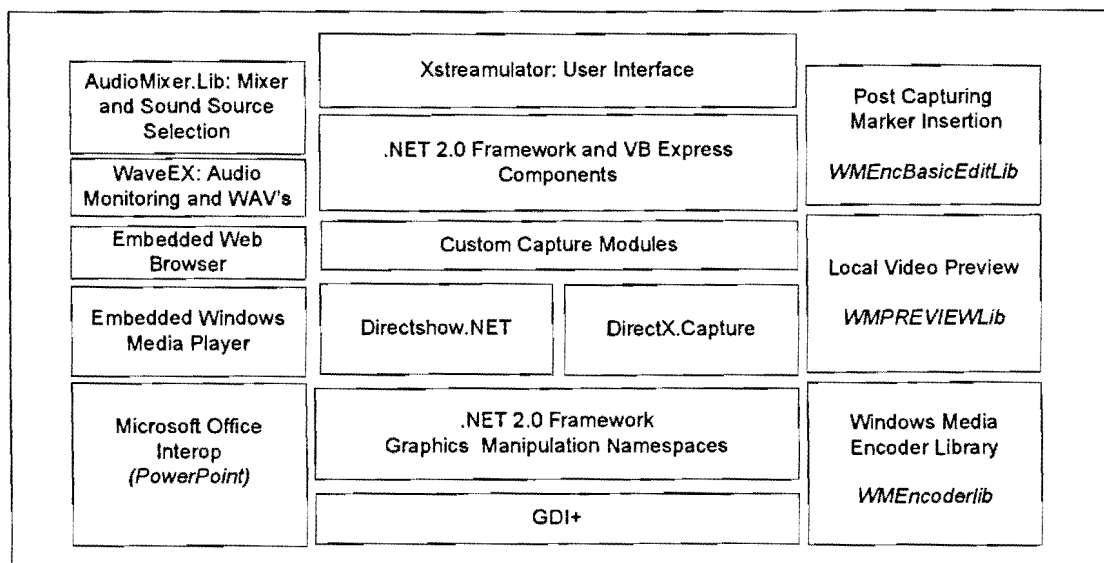 AudioMixer.Lib: Mixer
and Sound Source
Selection
WaveEX: Audio
Monitoring and WAV's
Embedded Web
Browser
Embedded Windows
Media Player
Microsoft Office
Interop
(PowerPoint)
Xstreamulator: User Interface
.NET 2.0 Framework and VB Express
Components
Custom Capture Modules
Directshow.NET
DirectX.Capture
.NET 2.0 Framework
Graphics Manipulation Namespaces
GDI+
Post Capturing
Marker Insertion
WMEncBasicEditLib
Local Video Preview
WMPREVIEWLib
Windows Media
Encoder Library
WMEncoderlib